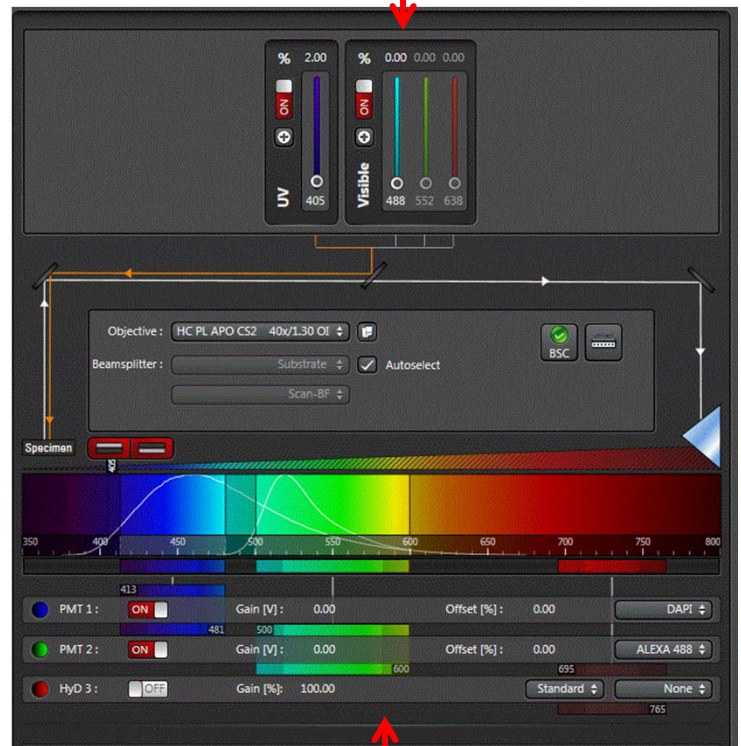 % 2.00 % 0.00 0.00 0.00
ON ON
UV Visible
405 488 552 638
Objective : HC PL APO CS2 40x/1.30 OI
BSC
Beamsplitter : Substrate Autoselect
Scan-BF
Specimen
350 400 450 500 550 600 650 700 750 800
413
PMT 1 : ON Gain [V] : 0.00 Offset [%] : 0.00 DAPI
481 500
PMT 2 : ON Gain [V] : 0.00 Offset [%] : 0.00 ALEXA 488
600 695
HyD 3 : OFF Gain [%]: 100.00 Standard None
765